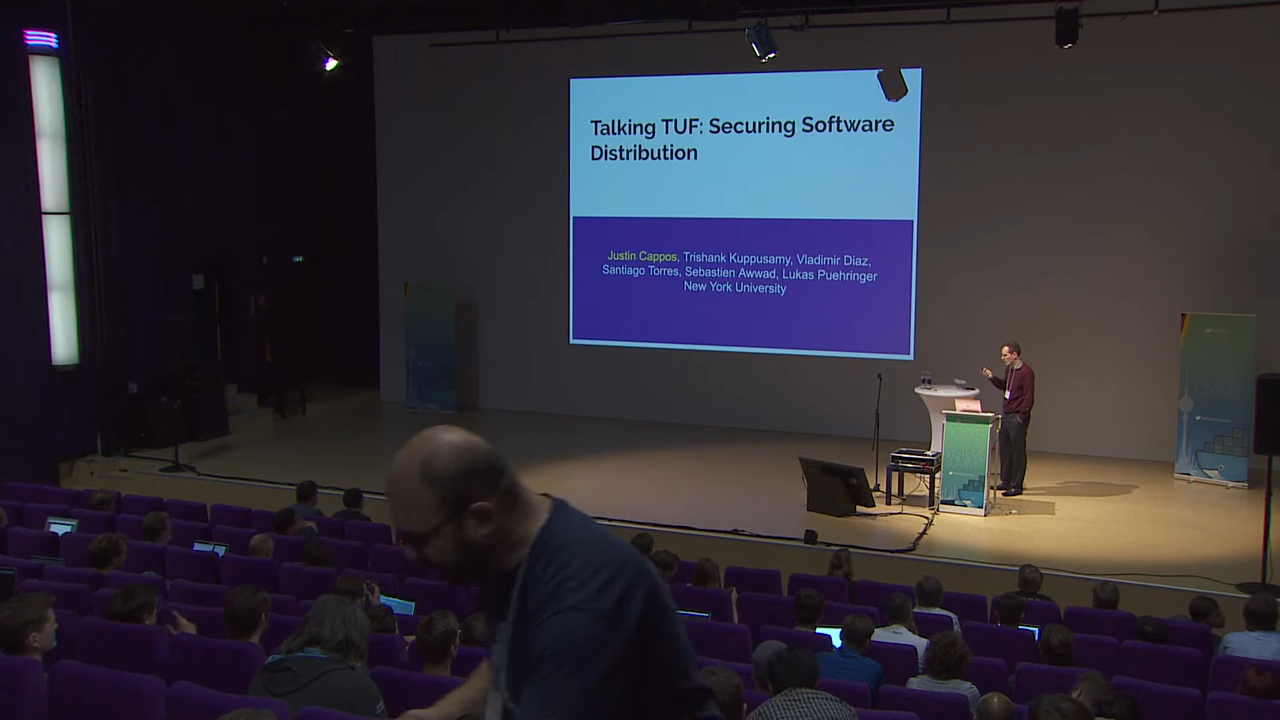 Talking TUF: Securing Software
Distribution
Justin Cappos, Trishank Kuppusamy, Vladimir Diaz,
Santiago Torres, Sebastien Awwad, Lukas Puehringer
New York University